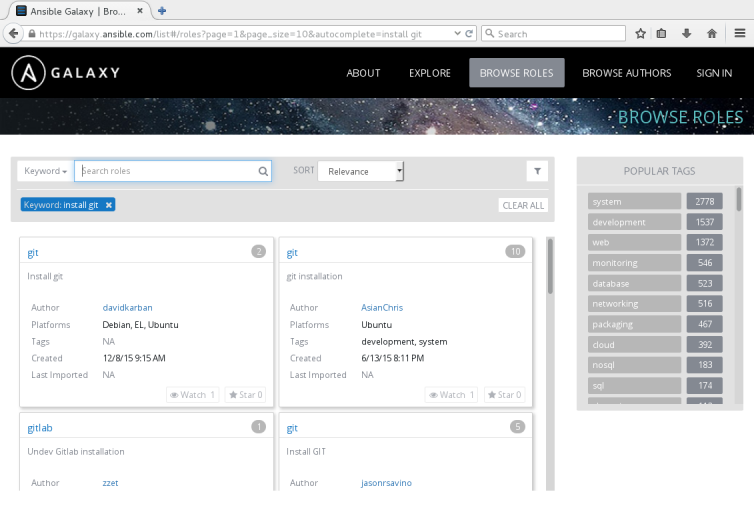 Ansible Galaxy | Bro...
https://galaxy.ansible.com/list#/roles?page=1&page_size=10&autocomplete=install git
Search
GALAXY
ABOUT EXPLORE BROWSE ROLES BROWSE AUTHORS SIGN IN
BROWSE ROLES
Keyword Search roles SORT Relevance
Keyword: install git CLEAR ALL
git 2
Install git
Author davidkarban
Platforms Debian, EL, Ubuntu
Tags NA
Created 12/8/15 9:15 AM
Last Imported NA
Watch 1 Star 0
git 10
git installation
Author AsianChris
Platforms Ubuntu
Tags development, system
Created 6/13/15 8:11 PM
Last Imported NA
Watch 1 Star 0
gitlab 1
Undev Gitlab installation
Author zzet
git 5
Install GIT
Author jasonrsavino
POPULAR TAGS
system 2778
development 1537
web 1372
monitoring 546
database 523
networking 516
packaging 467
cloud 392
nosql 183
sql 174